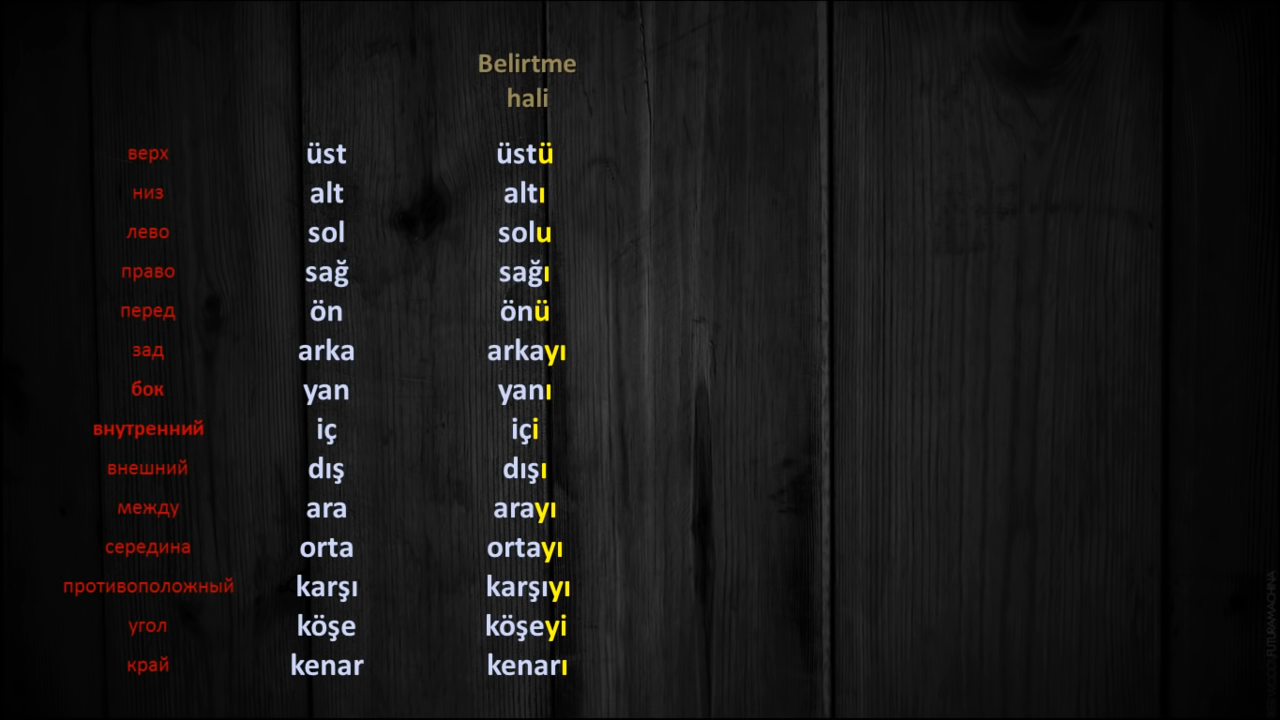 Belirtme
hali
верх üst üstü
низ alt altı
лево sol solu
право sağ sağı
перед ön önü
зад arka arkayı
бок yan yanı
внутренний iç içi
внешний dış dışı
между ara arayı
середина orta ortayı
противоположный karşı karşıyı
угол köşe köşeyi
край kenar kenarı